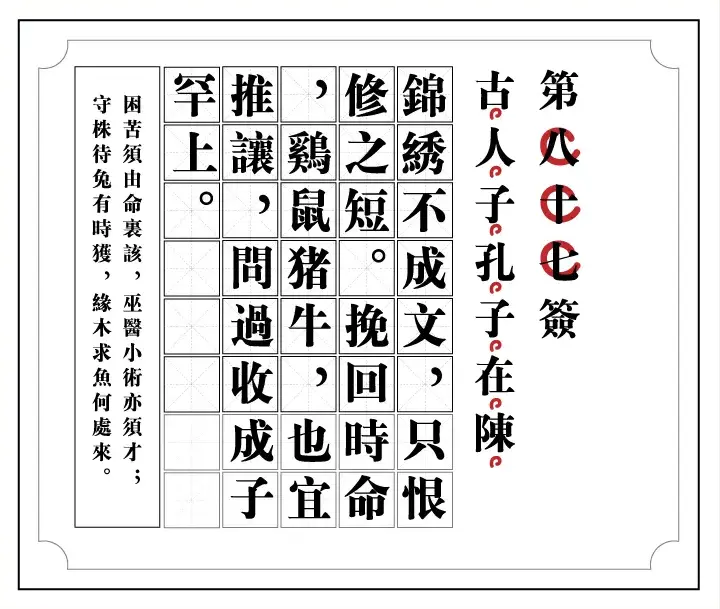 第八十七簽
古人子孔子在陳
錦綉不成文，只恨
修之短。挽回時命
，鷄鼠猪牛，也宜
推讓，問過收成子
罕上。
困苦須由命裏該，巫醫小術亦須才；
守株待兔有時獲，緣木求魚何處來。